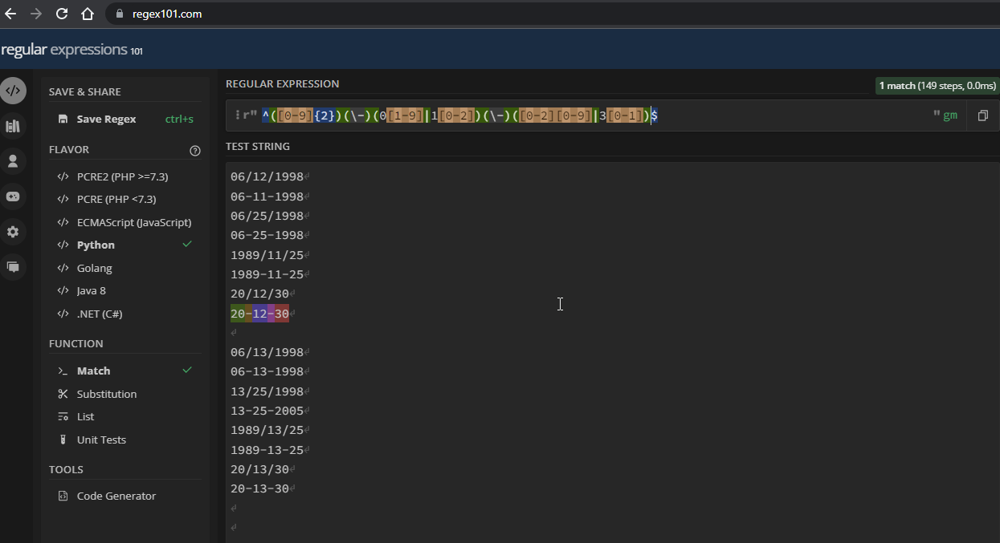 regex101.com
regular expressions 101
SAVE & SHARE
Save Regex ctrl+s
FLAVOR
PCRE2 (PHP >=7.3)
PCRE (PHP <7.3)
ECMAScript (JavaScript)
Python
Golang
Java 8
.NET (C#)
FUNCTION
Match
Substitution
List
Unit Tests
TOOLS
Code Generator
REGULAR EXPRESSION
1 match (149 steps, 0.0ms)
r" ^([0-9]{2})(\-)(0[1-9]|1[0-2])(\-)([0-2][0-9]|3[0-1])$ " gm
TEST STRING
06/12/1998
06-11-1998
06/25/1998
06-25-1998
1989/11/25
1989-11-25
20/12/30
20-12-30
06/13/1998
06-13-1998
13/25/1998
13-25-2005
1989/13/25
1989-13-25
20/13/30
20-13-30